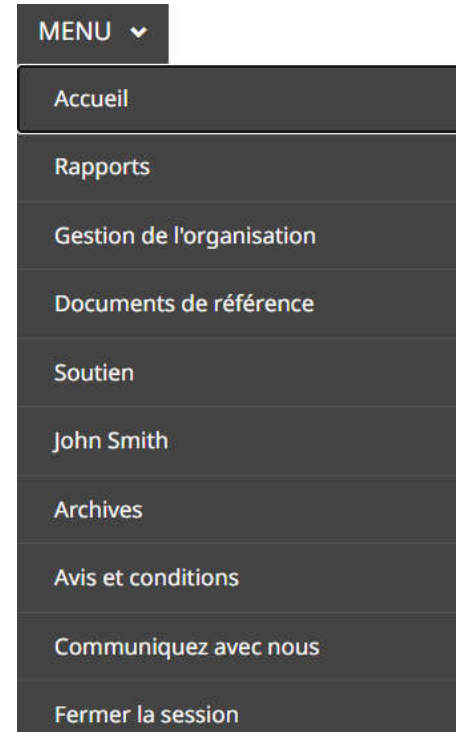 MENU
Accueil
Rapports
Gestion de l'organisation
Documents de référence
Soutien
John Smith
Archives
Avis et conditions
Communiquez avec nous
Fermer la session